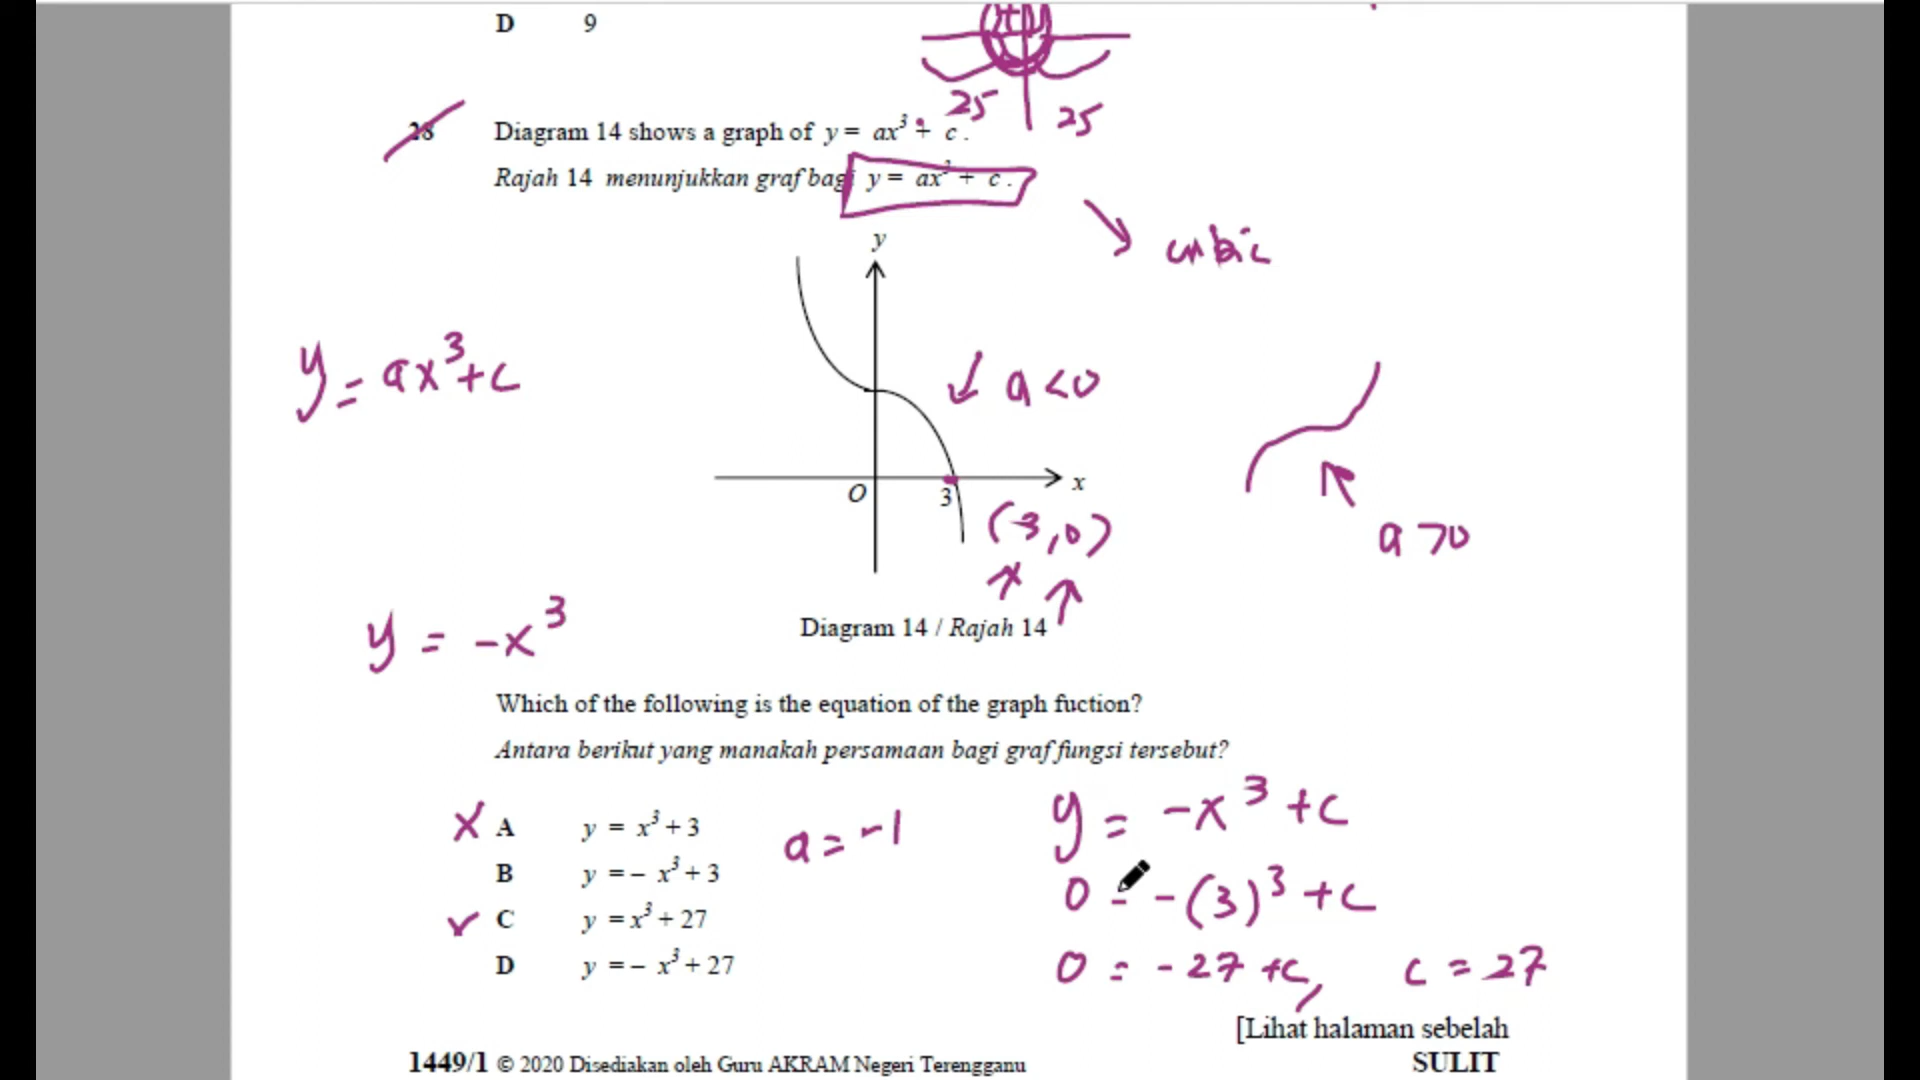 D 9
25 25
28 Diagram 14 shows a graph of y = ax³ + c .
Rajah 14 menunjukkan graf bagi y = ax³ + c .
cubic
y
y = ax³ + c
a < 0
O 3 x
(3, 0)
a > 0
y = -x³
Diagram 14 / Rajah 14
Which of the following is the equation of the graph fuction?
Antara berikut yang manakah persamaan bagi graf fungsi tersebut?
A y = x³ + 3
B y = - x³ + 3
C y = x³ + 27
D y = - x³ + 27
a = -1
y = -x³ + c
0 = -(3)³ + c
0 = -27 + c, c = 27
[Lihat halaman sebelah
1449/1 © 2020 Disediakan oleh Guru AKRAM Negeri Terengganu SULIT